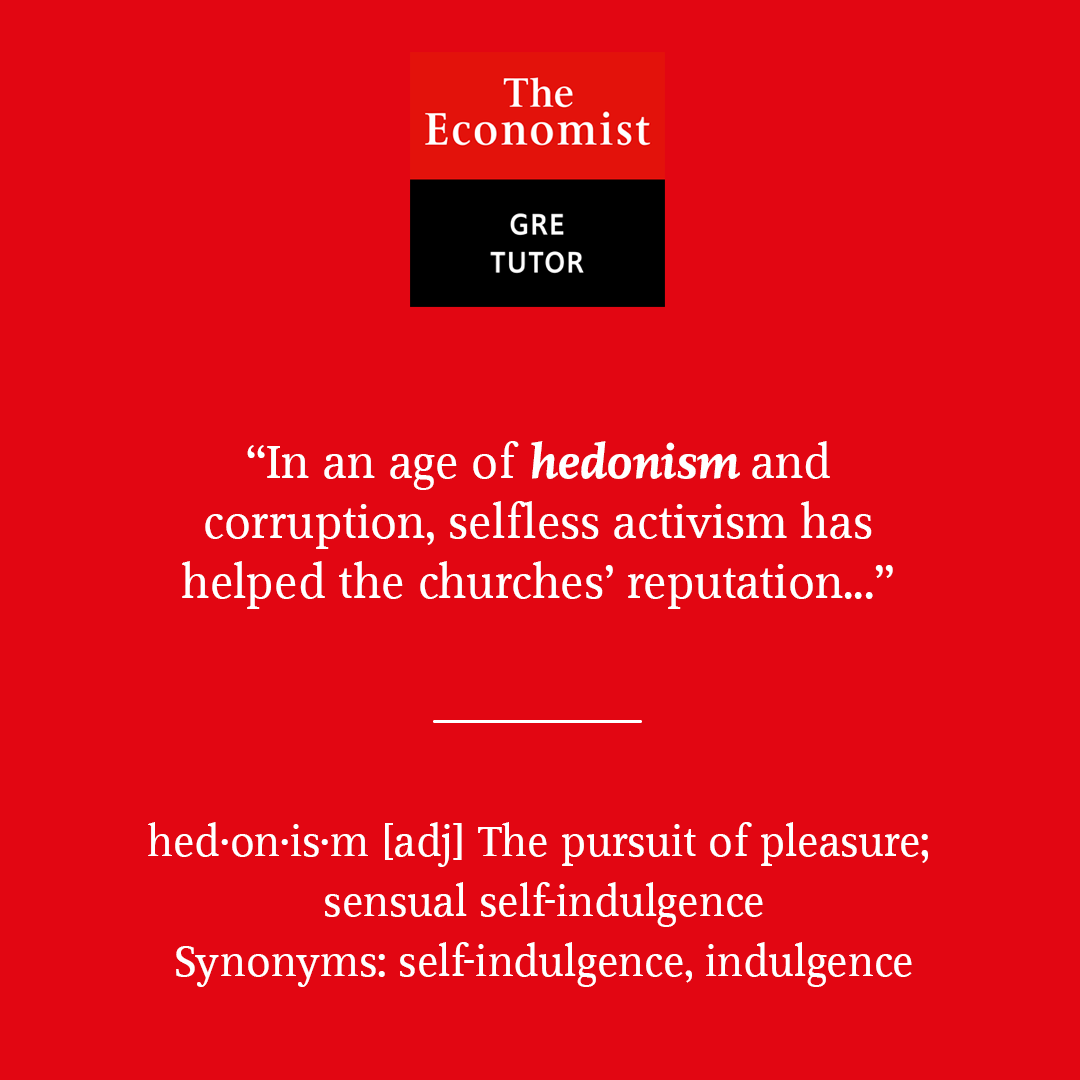 The
Economist
GRE
TUTOR
“In an age of hedonism and
corruption, selfless activism has
helped the churches’ reputation...”
hed·on·is·m [adj] The pursuit of pleasure;
sensual self-indulgence
Synonyms: self-indulgence, indulgence